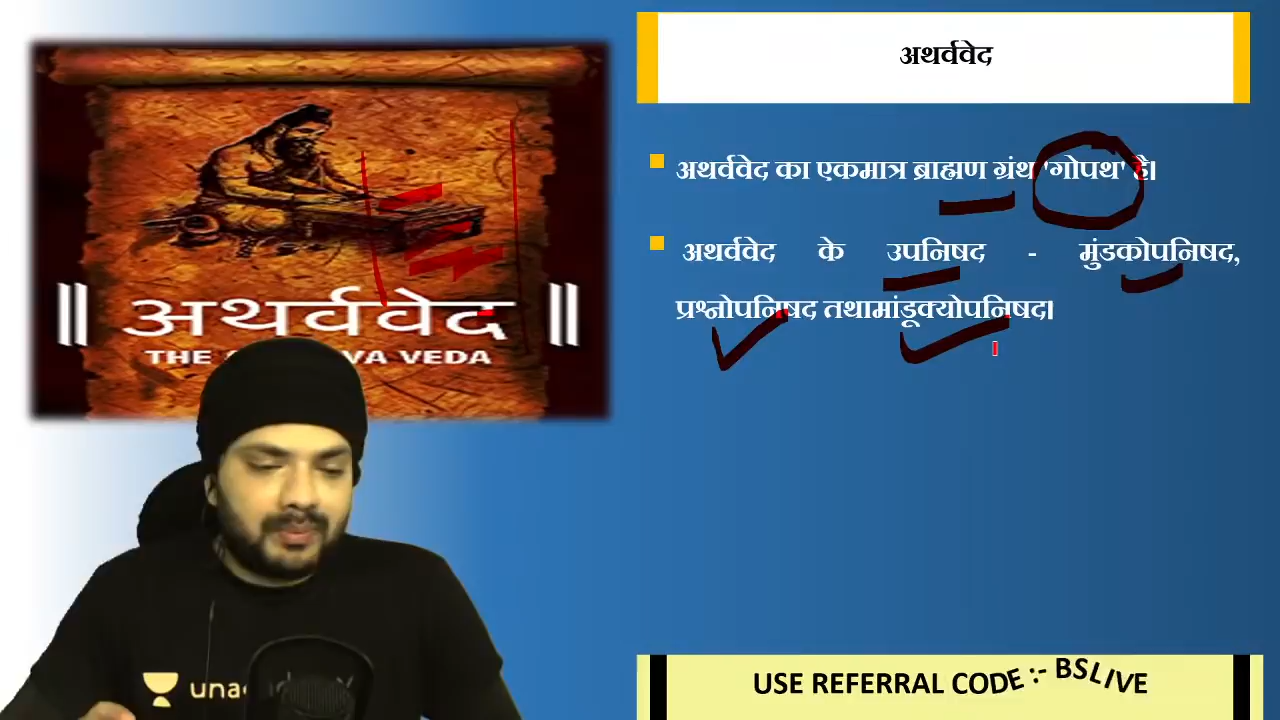 अथर्ववेद
अथर्ववेद का एकमात्र ब्राह्मण ग्रंथ 'गोपथ' है।
अथर्ववेद के उपनिषद - मुंडकोपनिषद,
प्रश्नोपनिषद तथामांडूक्योपनिषद।
|| अथर्ववेद ||
THE VEDA
USE REFERRAL CODE :- BSLIVE